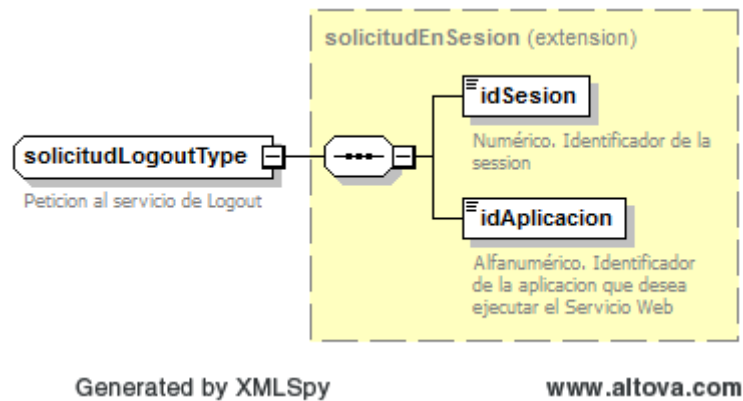 solicitudEnSesion (extension)
idSesion
Numérico. Identificador de la
session
solicitudLogoutType
Peticion al servicio de Logout
idAplicacion
Alfanumérico. Identificador
de la aplicacion que desea
ejecutar el Servicio Web
Generated by XMLSpy
www.altova.com